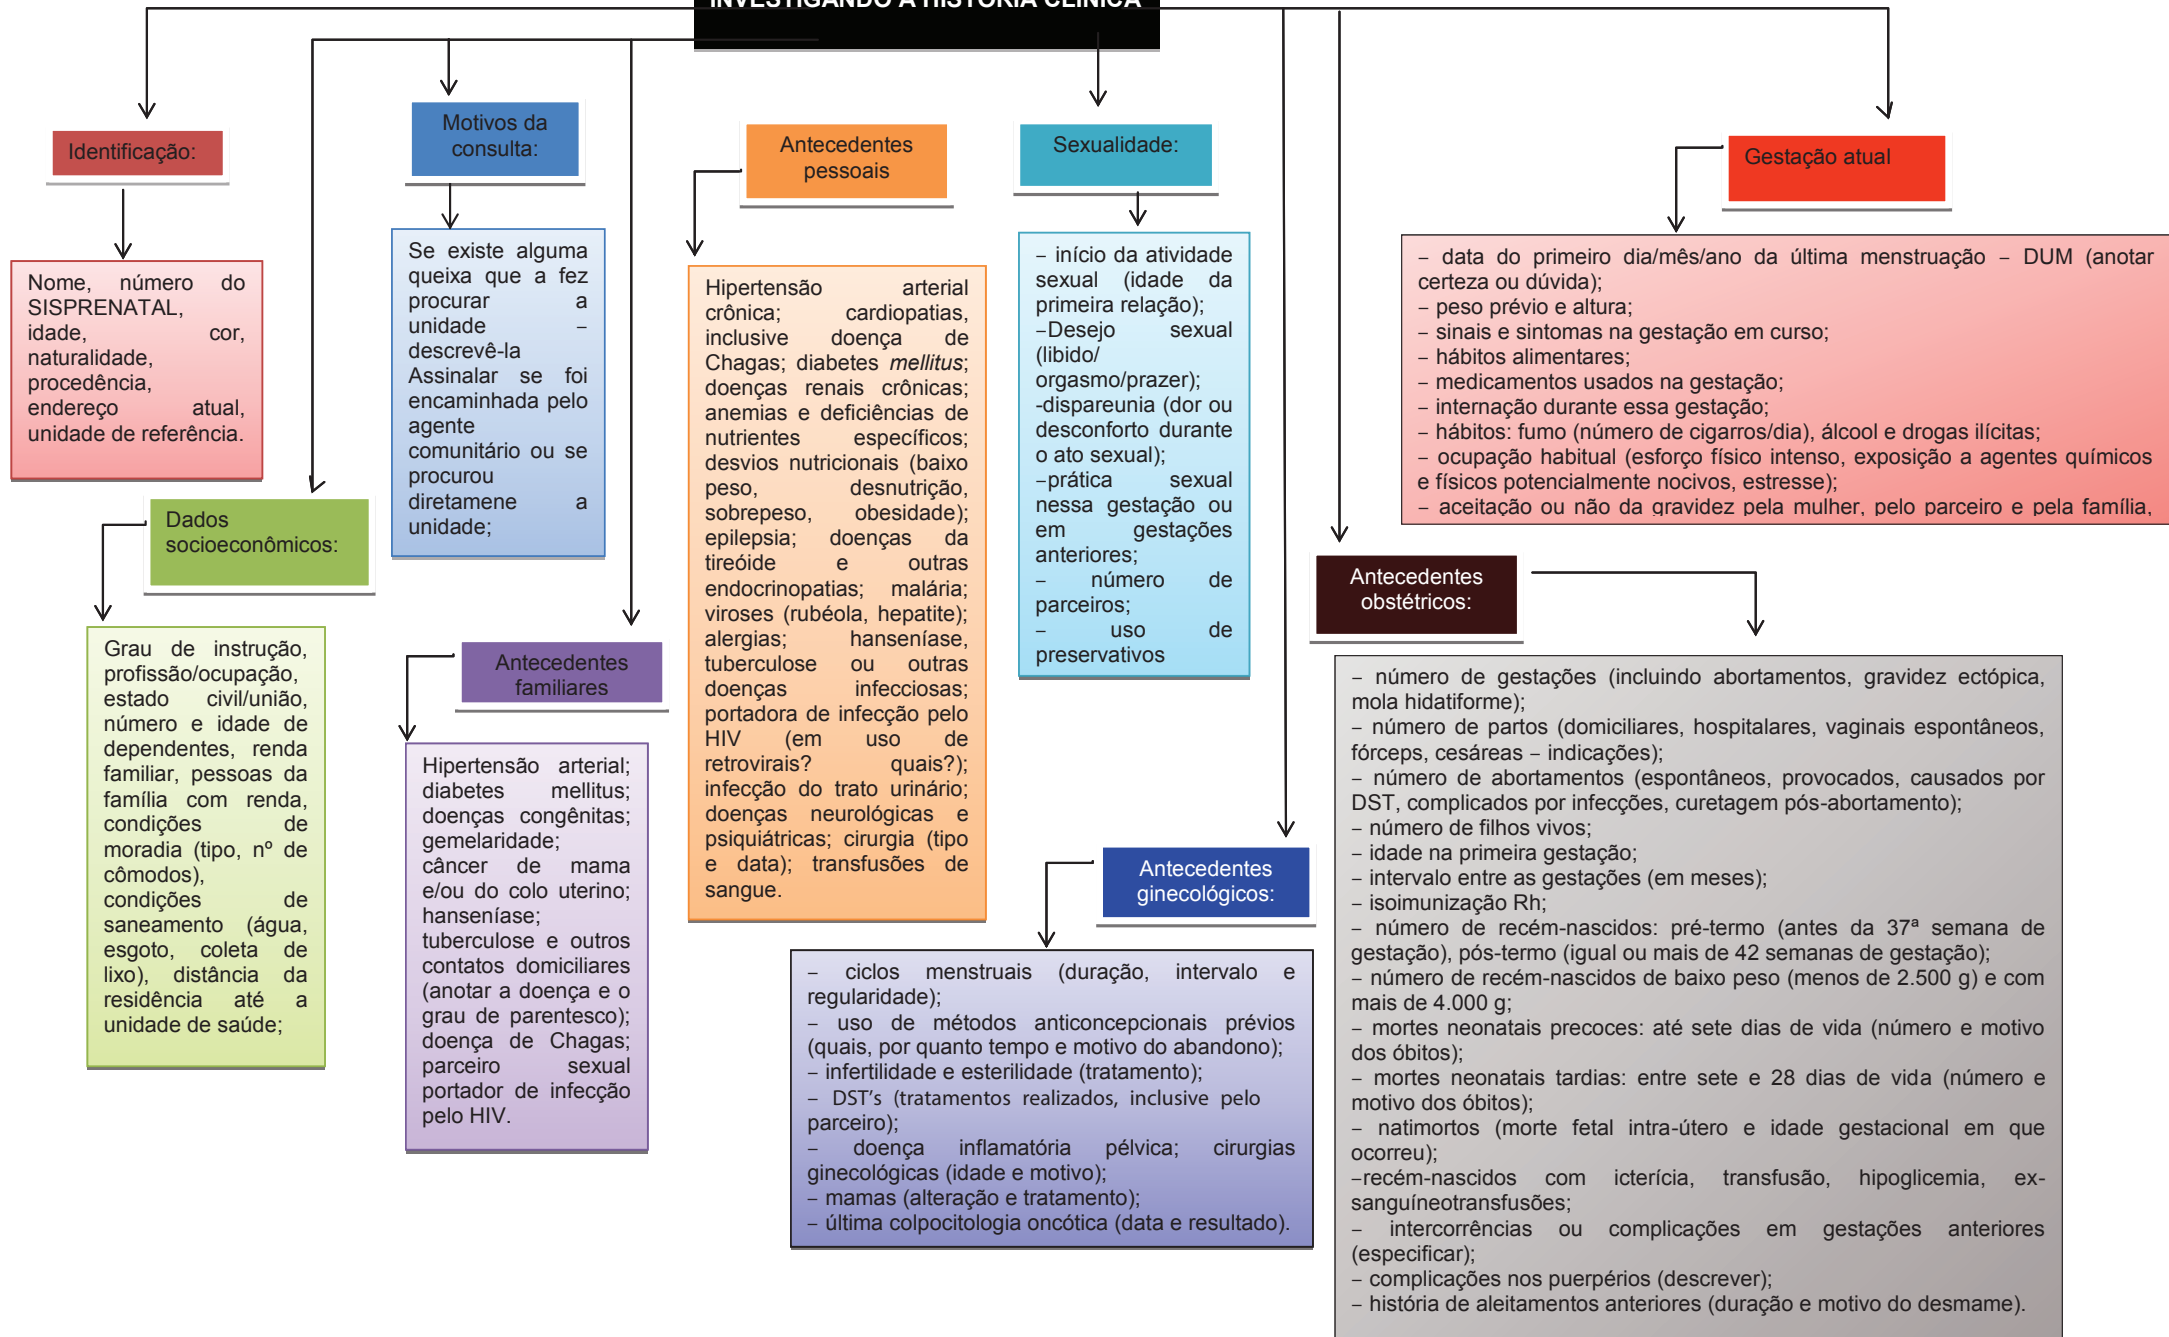 INVESTIGANDO A HISTÓRIA CLÍNICA
Identificação:
Nome, número do
SISPRENATAL,
idade, cor,
naturalidade,
procedência,
endereço atual,
unidade de referência.
Dados
socioeconômicos:
Grau de instrução,
profissão/ocupação,
estado civil/união,
número e idade de
dependentes, renda
familiar, pessoas da
família com renda,
condições de
moradia (tipo, nº de
cômodos),
condições de
saneamento (água,
esgoto, coleta de
lixo), distância da
residência até a
unidade de saúde;
Motivos da
consulta:
Se existe alguma
queixa que a fez
procurar a
unidade –
descrevê-la
Assinalar se foi
encaminhada pelo
agente
comunitário ou se
procurou
diretamene a
unidade;
Antecedentes
familiares
Hipertensão arterial;
diabetes mellitus;
doenças congênitas;
gemelaridade;
câncer de mama
e/ou do colo uterino;
hanseníase;
tuberculose e outros
contatos domiciliares
(anotar a doença e o
grau de parentesco);
doença de Chagas;
parceiro sexual
portador de infecção
pelo HIV.
Antecedentes
pessoais
Hipertensão arterial
crônica; cardiopatias,
inclusive doença de
Chagas; diabetes mellitus;
doenças renais crônicas;
anemias e deficiências de
nutrientes específicos;
desvios nutricionais (baixo
peso, desnutrição,
sobrepeso, obesidade);
epilepsia; doenças da
tireóide e outras
endocrinopatias; malária;
viroses (rubéola, hepatite);
alergias; hanseníase,
tuberculose ou outras
doenças infecciosas;
portadora de infecção pelo
HIV (em uso de
retrovirais? quais?);
infecção do trato urinário;
doenças neurológicas e
psiquiátricas; cirurgia (tipo
e data); transfusões de
sangue.
Sexualidade:
– início da atividade
sexual (idade da
primeira relação);
–Desejo sexual
(libido/
orgasmo/prazer);
-dispareunia (dor ou
desconforto durante
o ato sexual);
–prática sexual
nessa gestação ou
em gestações
anteriores;
– número de
parceiros;
– uso de
preservativos
Antecedentes
ginecológicos:
– ciclos menstruais (duração, intervalo e
regularidade);
– uso de métodos anticoncepcionais prévios
(quais, por quanto tempo e motivo do abandono);
– infertilidade e esterilidade (tratamento);
– DST's (tratamentos realizados, inclusive pelo
parceiro);
– doença inflamatória pélvica; cirurgias
ginecológicas (idade e motivo);
– mamas (alteração e tratamento);
– última colpocitologia oncótica (data e resultado).
Gestação atual
– data do primeiro dia/mês/ano da última menstruação – DUM (anotar
certeza ou dúvida);
– peso prévio e altura;
– sinais e sintomas na gestação em curso;
– hábitos alimentares;
– medicamentos usados na gestação;
– internação durante essa gestação;
– hábitos: fumo (número de cigarros/dia), álcool e drogas ilícitas;
– ocupação habitual (esforço físico intenso, exposição a agentes químicos
e físicos potencialmente nocivos, estresse);
– aceitação ou não da gravidez pela mulher, pelo parceiro e pela família,
Antecedentes
obstétricos:
– número de gestações (incluindo abortamentos, gravidez ectópica,
mola hidatiforme);
– número de partos (domiciliares, hospitalares, vaginais espontâneos,
fórceps, cesáreas – indicações);
– número de abortamentos (espontâneos, provocados, causados por
DST, complicados por infecções, curetagem pós-abortamento);
– número de filhos vivos;
– idade na primeira gestação;
– intervalo entre as gestações (em meses);
– isoimunização Rh;
– número de recém-nascidos: pré-termo (antes da 37ª semana de
gestação), pós-termo (igual ou mais de 42 semanas de gestação);
– número de recém-nascidos de baixo peso (menos de 2.500 g) e com
mais de 4.000 g;
– mortes neonatais precoces: até sete dias de vida (número e motivo
dos óbitos);
– mortes neonatais tardias: entre sete e 28 dias de vida (número e
motivo dos óbitos);
– natimortos (morte fetal intra-útero e idade gestacional em que
ocorreu);
–recém-nascidos com icterícia, transfusão, hipoglicemia, ex-
sanguíneotransfusões;
– intercorrências ou complicações em gestações anteriores
(especificar);
– complicações nos puerpérios (descrever);
– história de aleitamentos anteriores (duração e motivo do desmame).